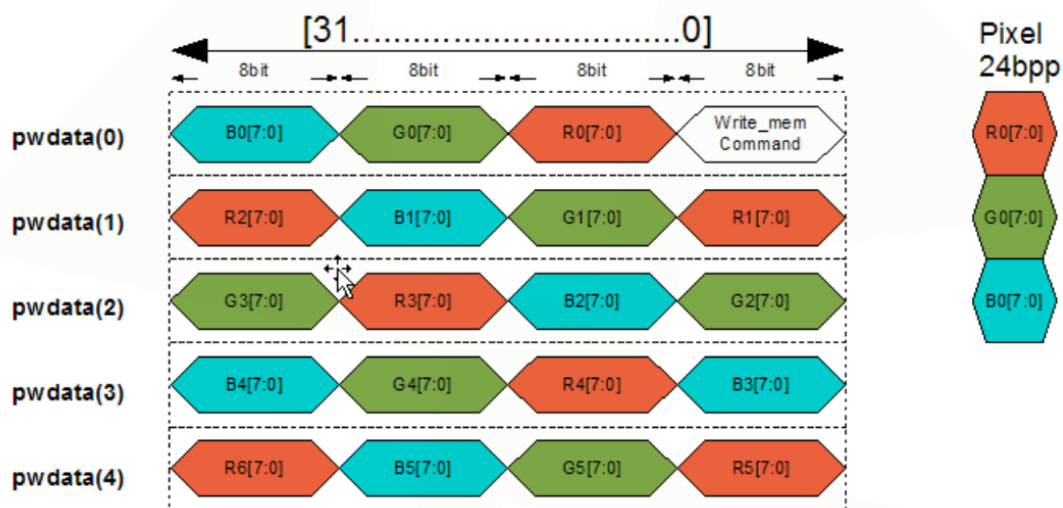 [31..................................0]
Pixel
24bpp
8bit 8bit 8bit 8bit
pwdata(0) B0[7:0] G0[7:0] R0[7:0] Write_mem Command
R0[7:0]
pwdata(1) R2[7:0] B1[7:0] G1[7:0] R1[7:0]
G0[7:0]
pwdata(2) G3[7:0] R3[7:0] B2[7:0] G2[7:0]
B0[7:0]
pwdata(3) B4[7:0] G4[7:0] R4[7:0] B3[7:0]
pwdata(4) R6[7:0] B5[7:0] G5[7:0] R5[7:0]